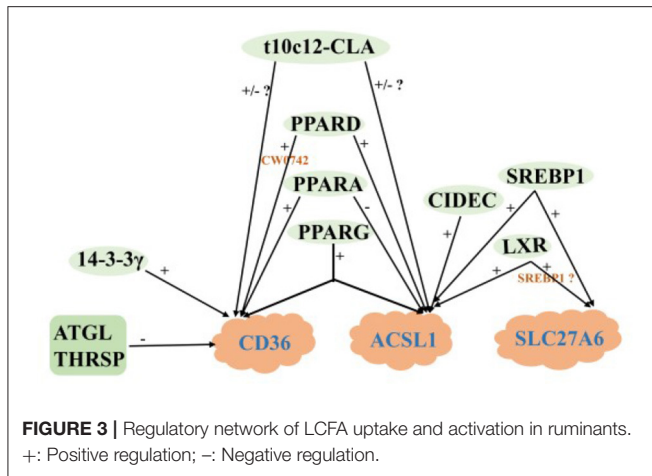 t10c12-CLA
+/- ?
+/- ?
PPARD
+
+
CW0742
PPARA
+
-
PPARG
+
CIDEC
+
SREBP1
+
+
LXR
+
+
SREBP1 ?
14-3-3γ
+
ATGL
THRSP
-
CD36
ACSL1
SLC27A6
FIGURE 3 | Regulatory network of LCFA uptake and activation in ruminants.
+: Positive regulation; –: Negative regulation.